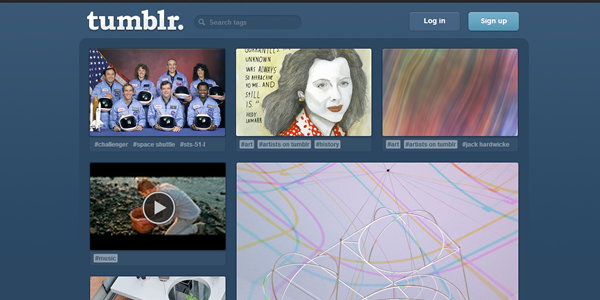 tumblr.
Search tags
Log in
Sign up
GUARANTEES
UNKNOWN
WAS ALWAYS
SO ATTRACTIVE
TO ME. AND
STILL
IS."
HEDY
LAMARR
#challenger #space shuttle #sts-51-l
#art #artists on tumblr #history
#art #artists on tumblr #jack hardwicke
#music